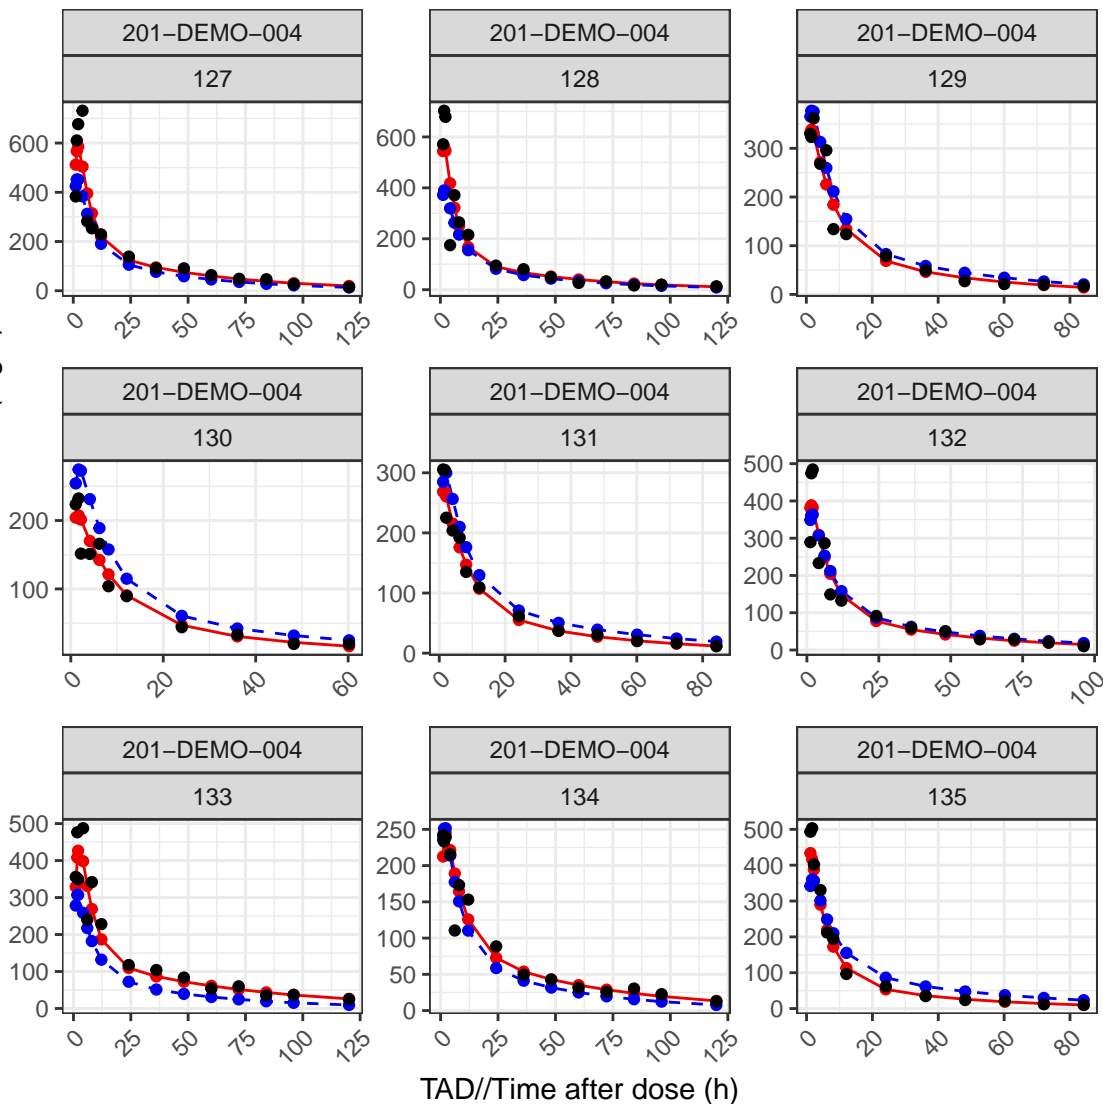 201−DEMO−004 201−DEMO−004 201−DEMO−004
127 128 129
600 400 200 0
0 25 50 75 100 125
600 400 200 0
0 25 50 75 100 125
300 200 100 0
0 20 40 60 80
201−DEMO−004 201−DEMO−004 201−DEMO−004
130 131 132
200 100
0 20 40 60
300 200 100 0
0 20 40 60 80
500 400 300 200 100 0
0 25 50 75 100
201−DEMO−004 201−DEMO−004 201−DEMO−004
133 134 135
500 400 300 200 100 0
0 25 50 75 100 125
250 200 150 100 50 0
0 25 50 75 100 125
500 400 300 200 100 0
0 20 40 60 80
TAD//Time after dose (h)